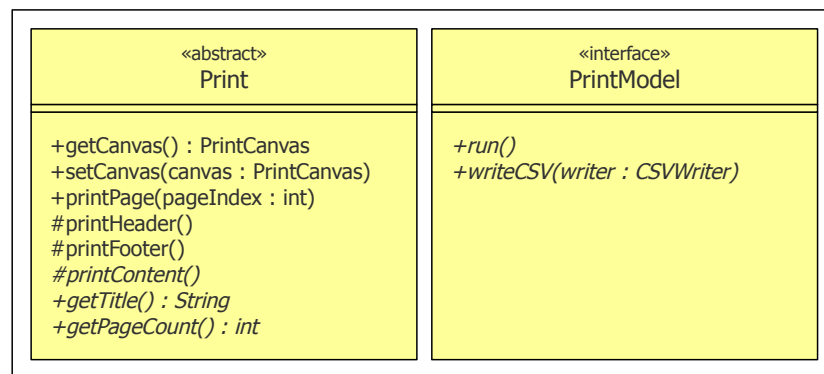 «abstract»
Print
+getCanvas() : PrintCanvas
+setCanvas(canvas : PrintCanvas)
+printPage(pageIndex : int)
#printHeader()
#printFooter()
#printContent()
+getTitle() : String
+getPageCount() : int
«interface»
PrintModel
+run()
+writeCSV(writer : CSVWriter)